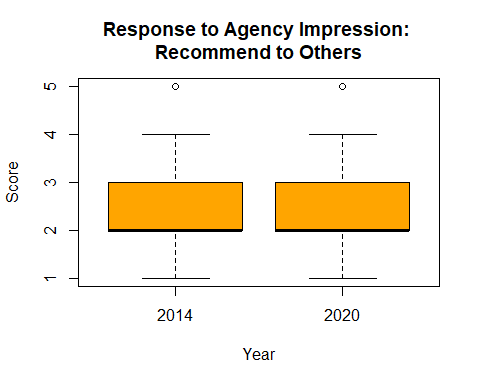 Response to Agency Impression:
Recommend to Others
5
4
3
2
1
Score
2014
2020
Year